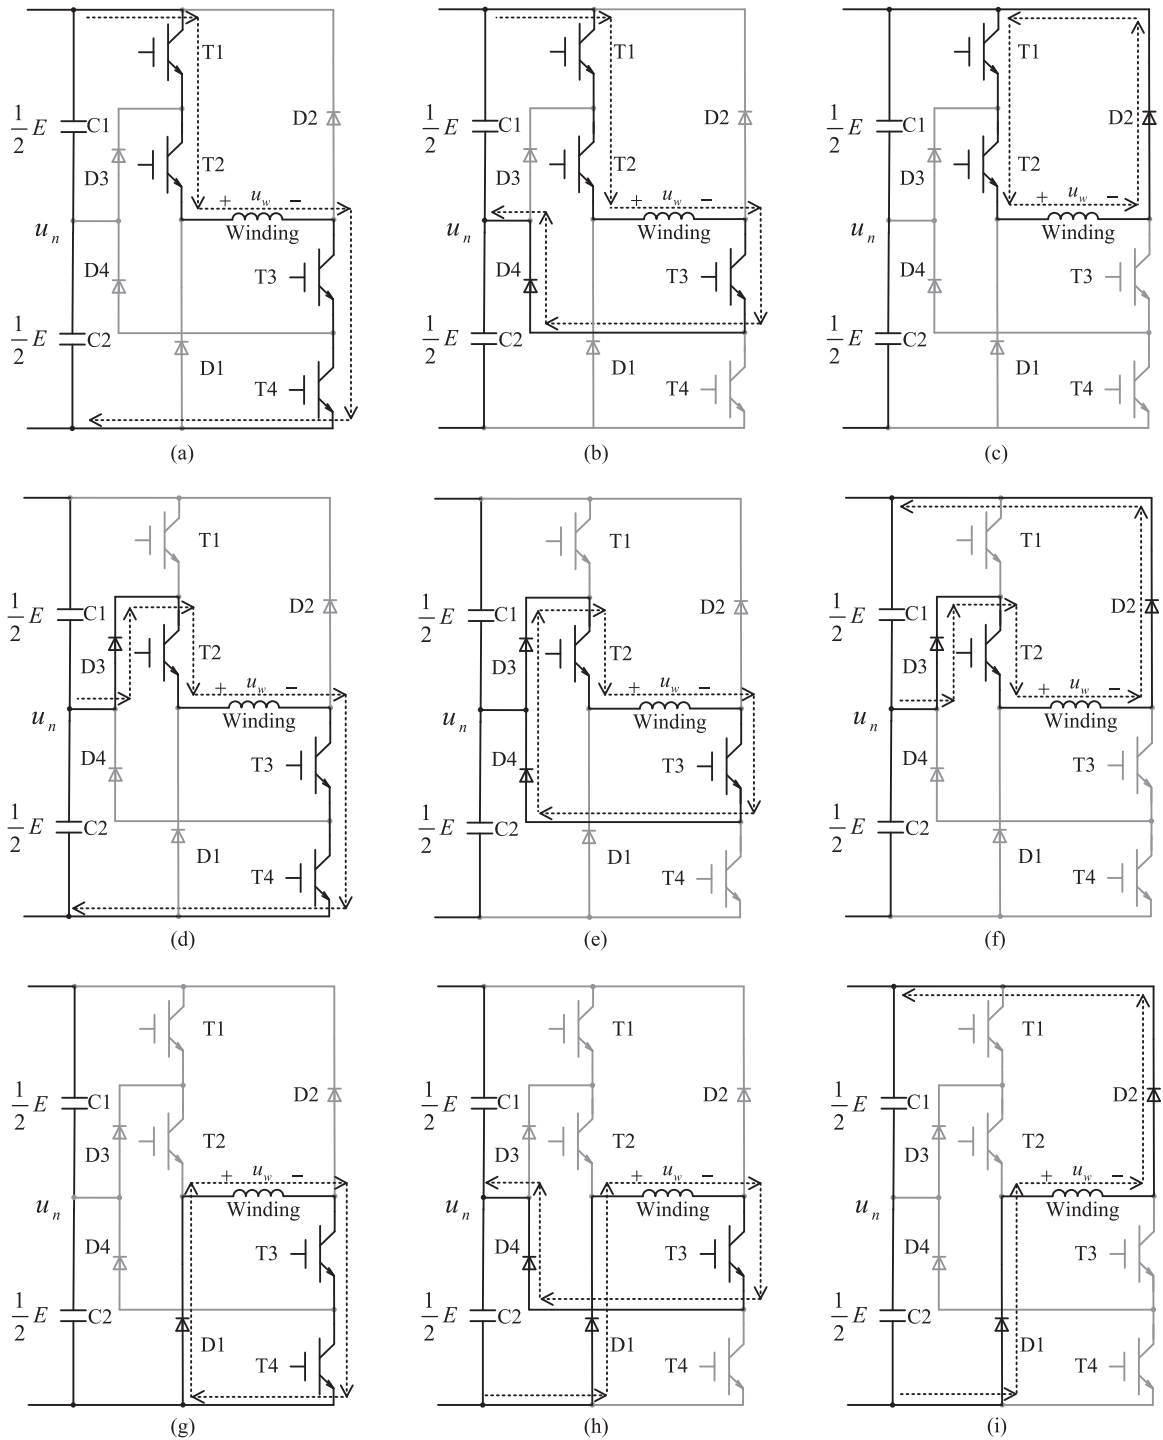 T1
D2
1/2 E
C1
T2
D3
+ u_w −
u_n
Winding
D4
T3
1/2 E
C2
D1
T4
(a)
T1
D2
1/2 E
C1
T2
D3
+ u_w −
u_n
Winding
D4
T3
1/2 E
C2
D1
T4
(b)
T1
D2
1/2 E
C1
T2
D3
+ u_w −
u_n
Winding
D4
T3
1/2 E
C2
D1
T4
(c)
T1
D2
1/2 E
C1
T2
D3
+ u_w −
u_n
Winding
D4
T3
1/2 E
C2
D1
T4
(d)
T1
D2
1/2 E
C1
T2
D3
+ u_w −
u_n
Winding
D4
T3
1/2 E
C2
D1
T4
(e)
T1
D2
1/2 E
C1
T2
D3
+ u_w −
u_n
Winding
D4
T3
1/2 E
C2
D1
T4
(f)
T1
D2
1/2 E
C1
T2
D3
+ u_w −
u_n
Winding
D4
T3
1/2 E
C2
D1
T4
(g)
T1
D2
1/2 E
C1
T2
D3
+ u_w −
u_n
Winding
D4
T3
1/2 E
C2
D1
T4
(h)
T1
D2
1/2 E
C1
T2
D3
+ u_w −
u_n
Winding
D4
T3
1/2 E
C2
D1
T4
(i)